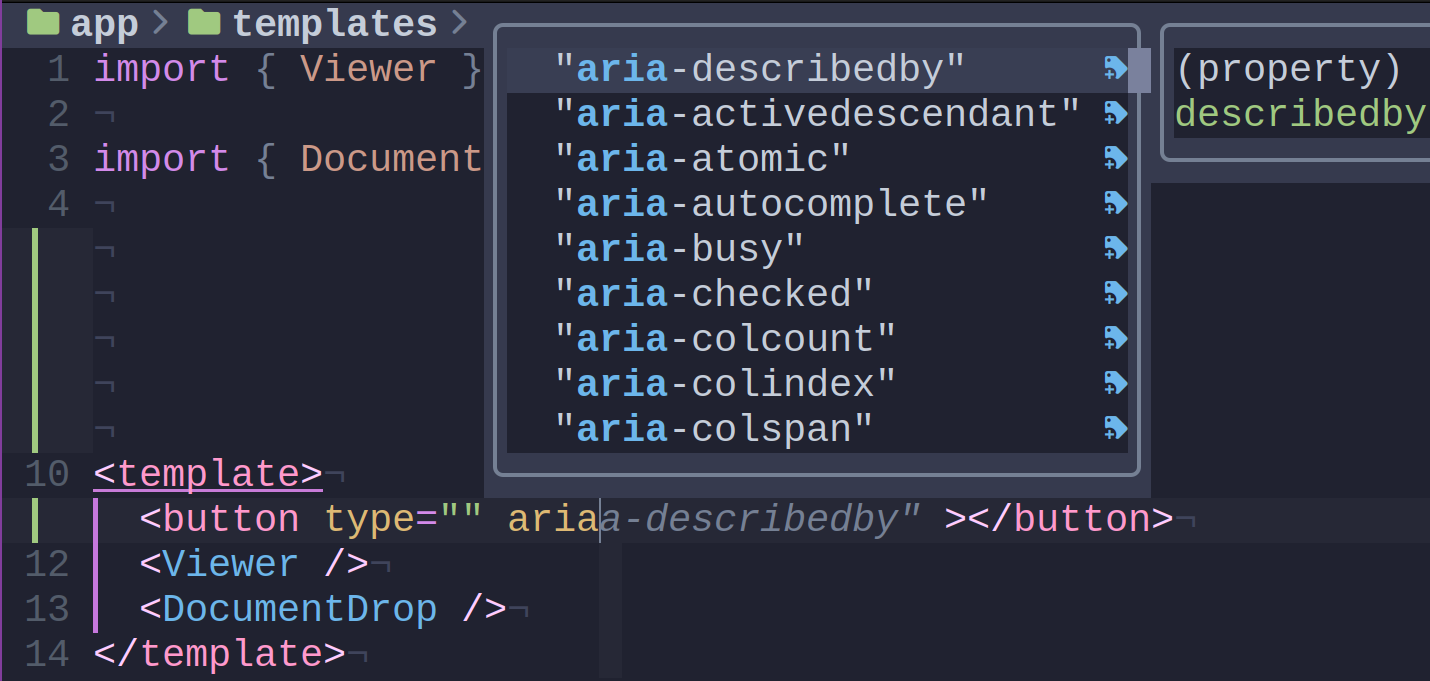 app > templates >
1 import { Viewer }
2 ¬
3 import { Document
4 ¬
¬
¬
¬
¬
¬
10 <template>¬
<button type="" ariaa-describedby" ></button>¬
12 <Viewer />¬
13 <DocumentDrop />¬
14 </template>¬
"aria-describedby"
"aria-activedescendant"
"aria-atomic"
"aria-autocomplete"
"aria-busy"
"aria-checked"
"aria-colcount"
"aria-colindex"
"aria-colspan"
(property)
describedby